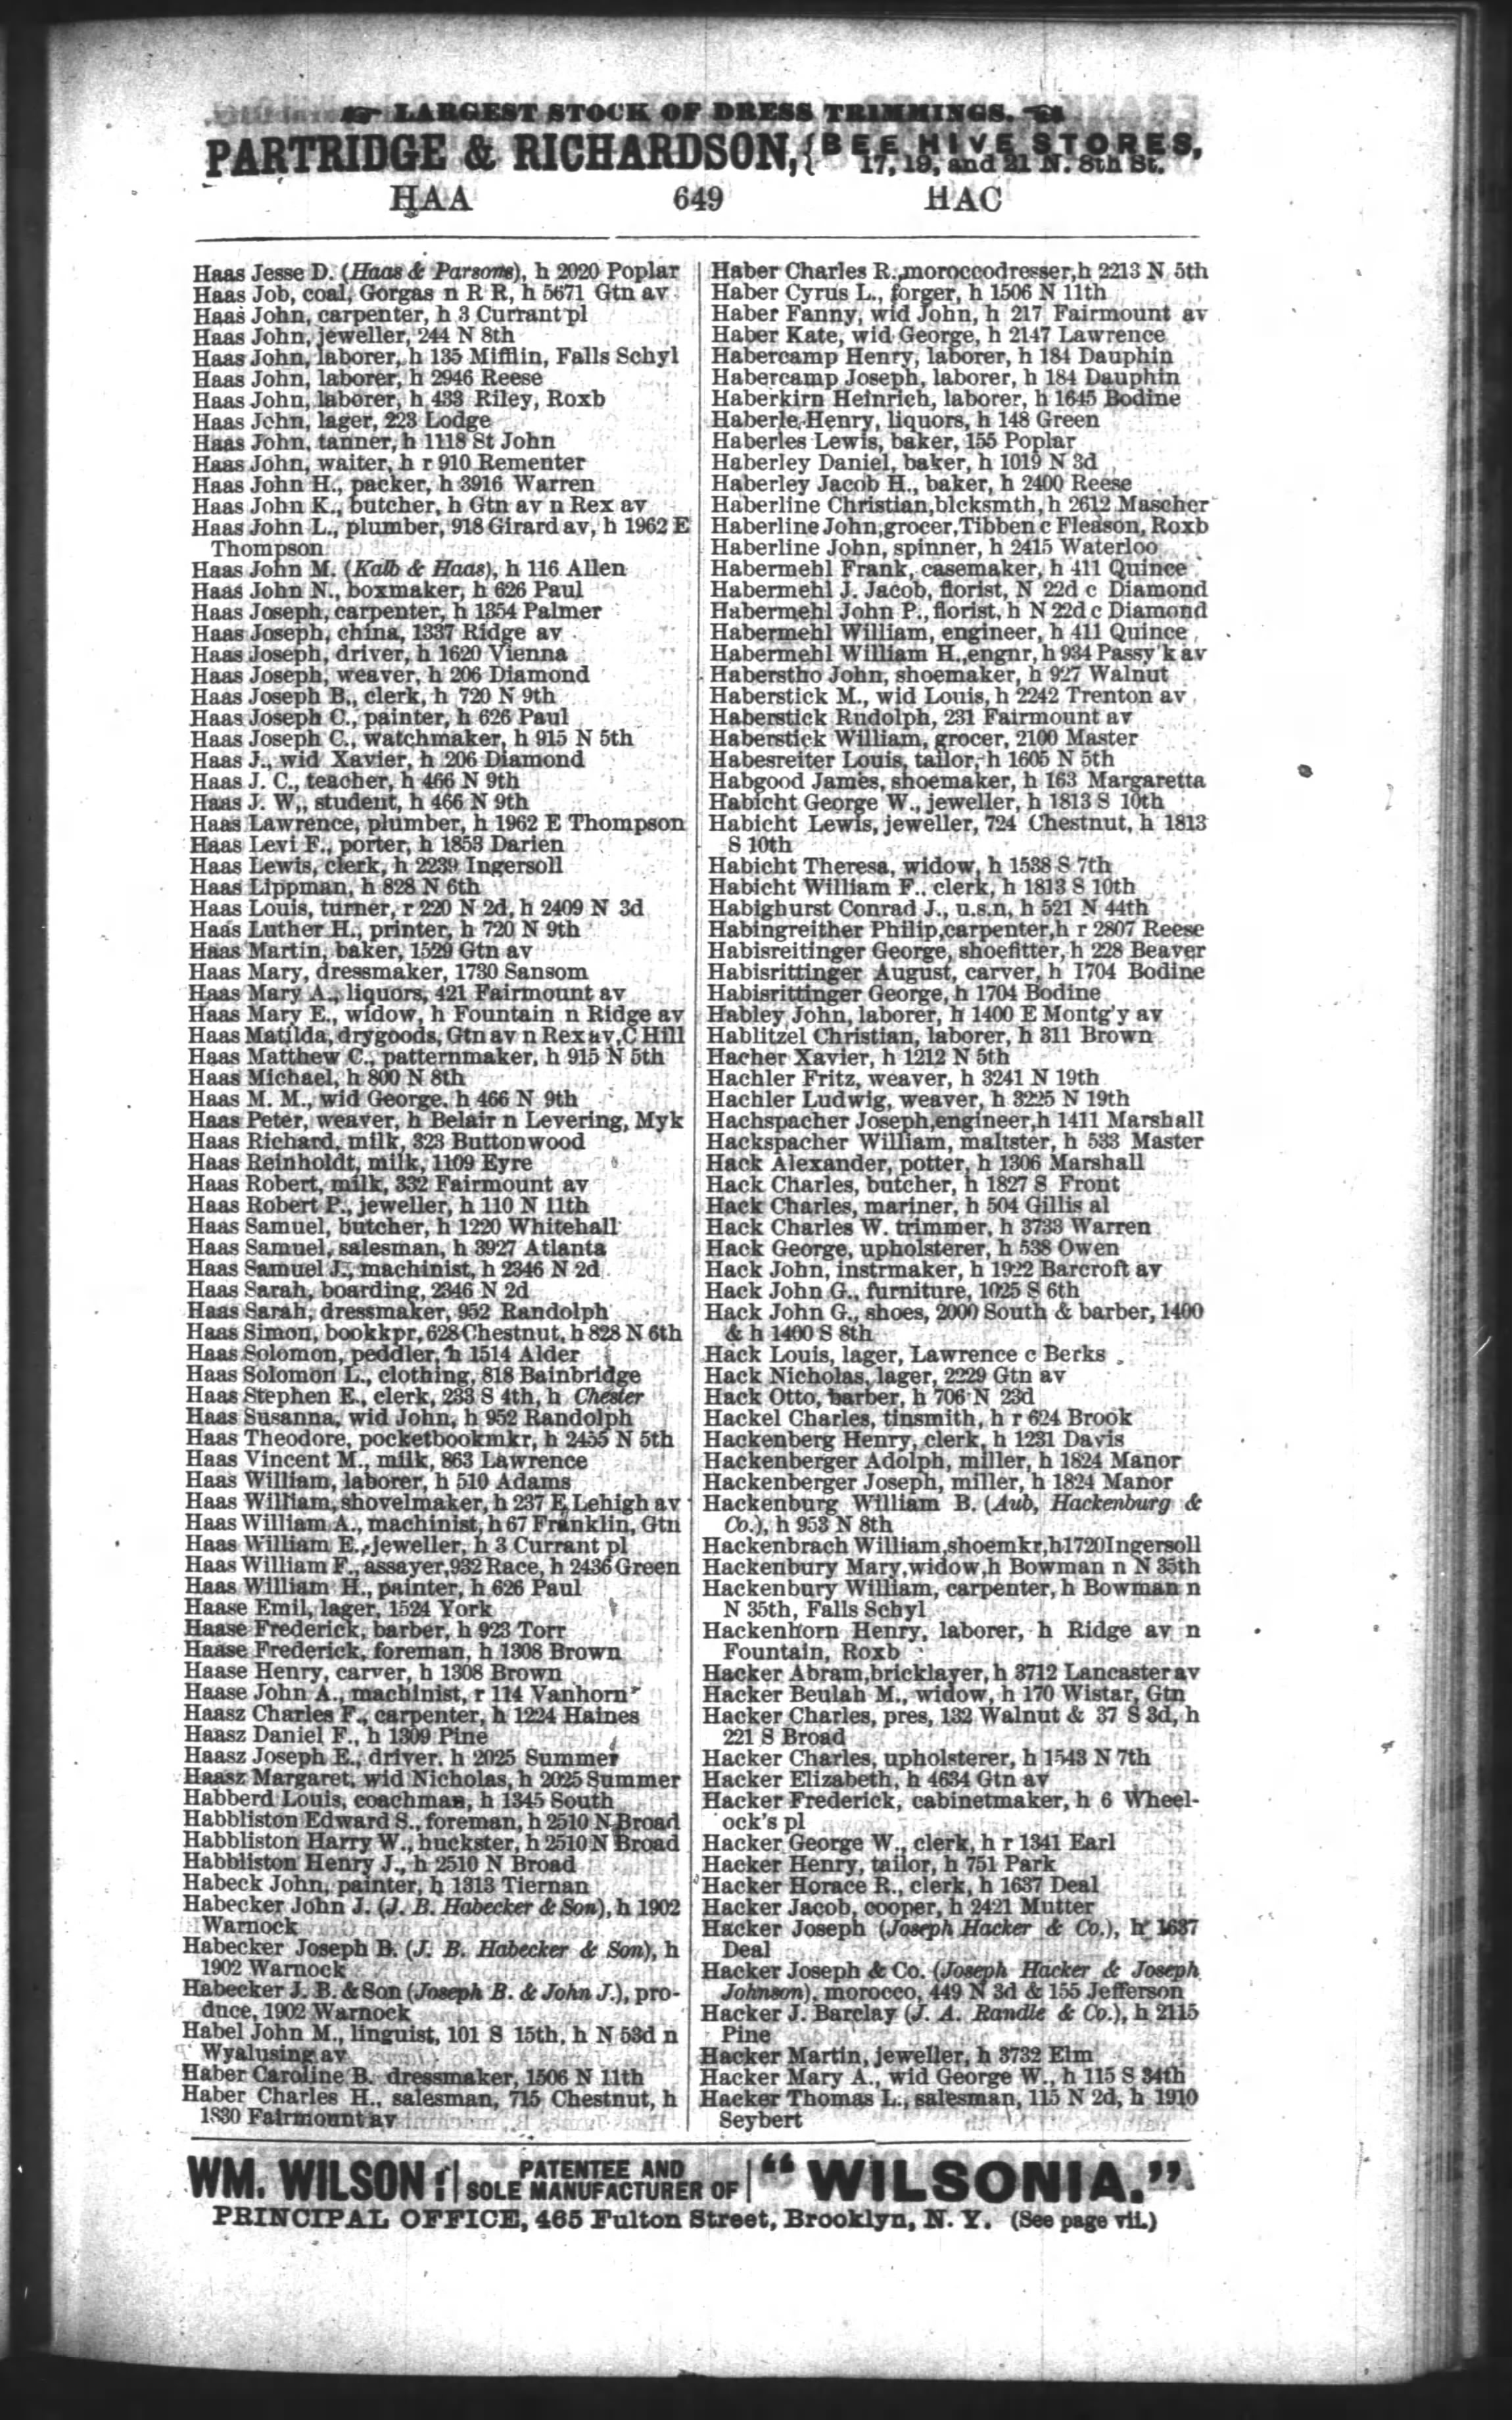 LARGEST STOCK OF DRESS TRIMMINGS.
PARTRIDGE & RICHARDSON, { BEE HIVE STORES,
17, 19, and 21 N. 8th St.
HAA 649 HAC
Haas Jesse D. (Haas & Parsons), h 2020 Poplar
Haas Job, coal, Gorgas n R R, h 5671 Gtn av
Haas John, carpenter, h 3 Currant pl
Haas John, jeweller, 244 N 8th
Haas John, laborer, h 135 Mifflin, Falls Schyl
Haas John, laborer, h 2946 Reese
Haas John, laborer, h 433 Riley, Roxb
Haas John, lager, 223 Lodge
Haas John, tanner, h 1118 St John
Haas John, waiter, h r 910 Rementer
Haas John H., packer, h 3916 Warren
Haas John K., butcher, h Gtn av n Rex av
Haas John L., plumber, 918 Girard av, h 1962 E
Thompson
Haas John M. (Kalb & Haas), h 116 Allen
Haas John N., boxmaker, h 626 Paul
Haas Joseph, carpenter, h 1354 Palmer
Haas Joseph, china, 1337 Ridge av
Haas Joseph, driver, h 1620 Vienna
Haas Joseph, weaver, h 206 Diamond
Haas Joseph B., clerk, h 720 N 9th
Haas Joseph C., painter, h 626 Paul
Haas Joseph C., watchmaker, h 915 N 5th
Haas J., wid Xavier, h 206 Diamond
Haas J. C., teacher, h 466 N 9th
Haas J. W., student, h 466 N 9th
Haas Lawrence, plumber, h 1962 E Thompson
Haas Levi F., porter, h 1853 Darien
Haas Lewis, clerk, h 2239 Ingersoll
Haas Lippman, h 828 N 6th
Haas Louis, turner, r 220 N 2d, h 2409 N 3d
Haas Luther H., printer, h 720 N 9th
Haas Martin, baker, 1529 Gtn av
Haas Mary, dressmaker, 1730 Sansom
Haas Mary A., liquors, 421 Fairmount av
Haas Mary E., widow, h Fountain n Ridge av
Haas Matilda, drygoods, Gtn av n Rex av, C Hill
Haas Matthew C., patternmaker, h 915 N 5th
Haas Michael, h 800 N 8th
Haas M. M., wid George, h 466 N 9th
Haas Peter, weaver, h Belair n Levering, Myk
Haas Richard, milk, 323 Buttonwood
Haas Reinholdt, milk, 1109 Eyre
Haas Robert, milk, 332 Fairmount av
Haas Robert P., jeweller, h 110 N 11th
Haas Samuel, butcher, h 1220 Whitehall
Haas Samuel, salesman, h 3927 Atlanta
Haas Samuel J., machinist, h 2346 N 2d
Haas Sarah, boarding, 2346 N 2d
Haas Sarah, dressmaker, 952 Randolph
Haas Simon, bookkpr, 628 Chestnut, h 828 N 6th
Haas Solomon, peddler, h 1514 Alder
Haas Solomon L., clothing, 818 Bainbridge
Haas Stephen E., clerk, 233 S 4th, h Chester
Haas Susanna, wid John, h 952 Randolph
Haas Theodore, pocketbookmkr, h 2455 N 5th
Haas Vincent M., milk, 863 Lawrence
Haas William, laborer, h 510 Adams
Haas William, shovelmaker, h 237 E Lehigh av
Haas William A., machinist, h 67 Franklin, Gtn
Haas William E., jeweller, h 3 Currant pl
Haas William F., assayer, 932 Race, h 2436 Green
Haas William H., painter, h 626 Paul
Haase Emil, lager, 1524 York
Haase Frederick, barber, h 923 Torr
Haase Frederick, foreman, h 1308 Brown
Haase Henry, carver, h 1308 Brown
Haase John A., machinist, r 114 Vanhorn
Haasz Charles F., carpenter, h 1224 Haines
Haasz Daniel F., h 1309 Pine
Haasz Joseph E., driver, h 2025 Summer
Haasz Margaret, wid Nicholas, h 2025 Summer
Habberd Louis, coachman, h 1345 South
Habbliston Edward S., foreman, h 2510 N Broad
Habbliston Harry W., huckster, h 2510 N Broad
Habbliston Henry J., h 2510 N Broad
Habeck John, painter, h 1313 Tiernan
Habecker John J. (J. B. Habecker & Son), h 1902
Warnock
Habecker Joseph B. (J. B. Habecker & Son), h
1902 Warnock
Habecker J. B. & Son (Joseph B. & John J.), pro-
duce, 1902 Warnock
Habel John M., linguist, 101 S 15th, h N 53d n
Wyalusing av
Haber Caroline B. dressmaker, 1506 N 11th
Haber Charles H., salesman, 715 Chestnut, h
1830 Fairmount av
Haber Charles R., moroccodresser, h 2213 N 5th
Haber Cyrus L., forger, h 1506 N 11th
Haber Fanny, wid John, h 217 Fairmount av
Haber Kate, wid George, h 2147 Lawrence
Habercamp Henry, laborer, h 184 Dauphin
Habercamp Joseph, laborer, h 184 Dauphin
Haberkirn Heinrich, laborer, h 1645 Bodine
Haberle Henry, liquors, h 148 Green
Haberles Lewis, baker, 155 Poplar
Haberley Daniel, baker, h 1019 N 3d
Haberley Jacob H., baker, h 2400 Reese
Haberline Christian, blcksmth, h 2612 Mascher
Haberline John, grocer, Tibben c Fleason, Roxb
Haberline John, spinner, h 2415 Waterloo
Habermehl Frank, casemaker, h 411 Quince
Habermehl J. Jacob, florist, N 22d c Diamond
Habermehl John P., florist, h N 22d c Diamond
Habermehl William, engineer, h 411 Quince
Habermehl William H., engnr, h 934 Passy'k av
Haberstho John, shoemaker, h 927 Walnut
Haberstick M., wid Louis, h 2242 Trenton av
Haberstick Rudolph, 231 Fairmount av
Haberstick William, grocer, 2100 Master
Habesreiter Louis, tailor, h 1605 N 5th
Habgood James, shoemaker, h 163 Margaretta
Habicht George W., jeweller, h 1813 S 10th
Habicht Lewis, jeweller, 724 Chestnut, h 1813
S 10th
Habicht Theresa, widow, h 1538 S 7th
Habicht William F., clerk, h 1813 S 10th
Habighurst Conrad J., u.s.n, h 521 N 44th
Habingreither Philip, carpenter, h r 2807 Reese
Habisreitinger George, shoefitter, h 228 Beaver
Habisrittinger August, carver, h 1704 Bodine
Habisrittinger George, h 1704 Bodine
Habley John, laborer, h 1400 E Montg'y av
Hablitzel Christian, laborer, h 311 Brown
Hacher Xavier, h 1212 N 5th
Hachler Fritz, weaver, h 3241 N 19th
Hachler Ludwig, weaver, h 3225 N 19th
Hachspacher Joseph, engineer, h 1411 Marshall
Hackspacher William, maltster, h 533 Master
Hack Alexander, potter, h 1306 Marshall
Hack Charles, butcher, h 1827 S Front
Hack Charles, mariner, h 504 Gillis al
Hack Charles W. trimmer, h 3733 Warren
Hack George, upholsterer, h 538 Owen
Hack John, instrmaker, h 1922 Barcroft av
Hack John G., furniture, 1025 S 6th
Hack John G., shoes, 2000 South & barber, 1400
& h 1400 S 8th
Hack Louis, lager, Lawrence c Berks
Hack Nicholas, lager, 2229 Gtn av
Hack Otto, barber, h 706 N 23d
Hackel Charles, tinsmith, h r 624 Brook
Hackenberg Henry, clerk, h 1231 Davis
Hackenberger Adolph, miller, h 1824 Manor
Hackenberger Joseph, miller, h 1824 Manor
Hackenburg William B. (Aub, Hackenburg &
Co.), h 953 N 8th
Hackenbrach William, shoemkr, h 1720 Ingersoll
Hackenbury Mary, widow, h Bowman n N 35th
Hackenbury William, carpenter, h Bowman n
N 35th, Falls Schyl
Hackenhorn Henry, laborer, h Ridge av n
Fountain, Roxb
Hacker Abram, bricklayer, h 3712 Lancaster av
Hacker Beulah M., widow, h 170 Wistar, Gtn
Hacker Charles, pres, 132 Walnut & 37 S 3d, h
221 S Broad
Hacker Charles, upholsterer, h 1543 N 7th
Hacker Elizabeth, h 4634 Gtn av
Hacker Frederick, cabinetmaker, h 6 Wheel-
ock's pl
Hacker George W., clerk, h r 1341 Earl
Hacker Henry, tailor, h 751 Park
Hacker Horace R., clerk, h 1637 Deal
Hacker Jacob, cooper, h 2421 Mutter
Hacker Joseph (Joseph Hacker & Co.), h 1637
Deal
Hacker Joseph & Co. (Joseph Hacker & Joseph
Johnson), morocco, 449 N 3d & 155 Jefferson
Hacker J. Barclay (J. A. Randle & Co.), h 2115
Pine
Hacker Martin, jeweller, h 3732 Elm
Hacker Mary A., wid George W., h 115 S 34th
Hacker Thomas L., salesman, 115 N 2d, h 1910
Seybert
WM. WILSON, | PATENTEE AND SOLE MANUFACTURER OF | "WILSONIA."
PRINCIPAL OFFICE, 465 Fulton Street, Brooklyn, N. Y. (See page vii.)